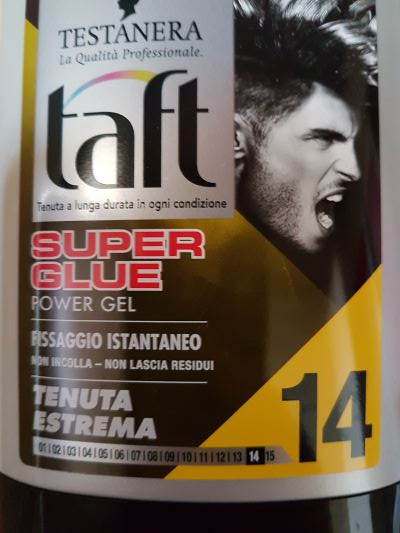 TESTANERA
La Qualità Professionale.
taft
Tenuta a lunga durata in ogni condizione
SUPER
GLUE
POWER GEL
FISSAGGIO ISTANTANEO
NON INCOLLA – NON LASCIA RESIDUI
TENUTA
ESTREMA
14
01|02|03|04|05|06|07|08|09|10|11|12|13 14 15